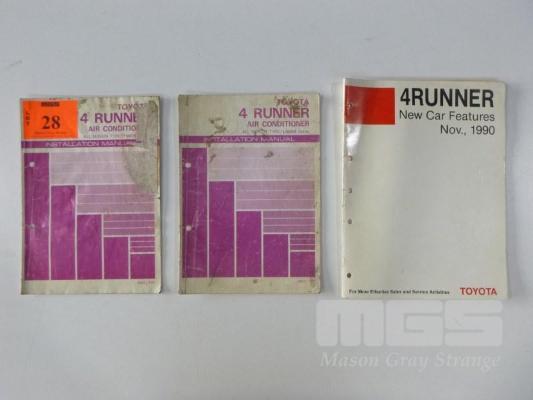 MGS
28
TOYOTA
4 RUNNER
AIR CONDITIONER
INSTALLATION MANUAL
TOYOTA
4 RUNNER
AIR CONDITIONER
INSTALLATION MANUAL
4RUNNER
New Car Features
Nov., 1990
For More Effective Sales and Service Activities
TOYOTA
MGS
Mason Gray Strange